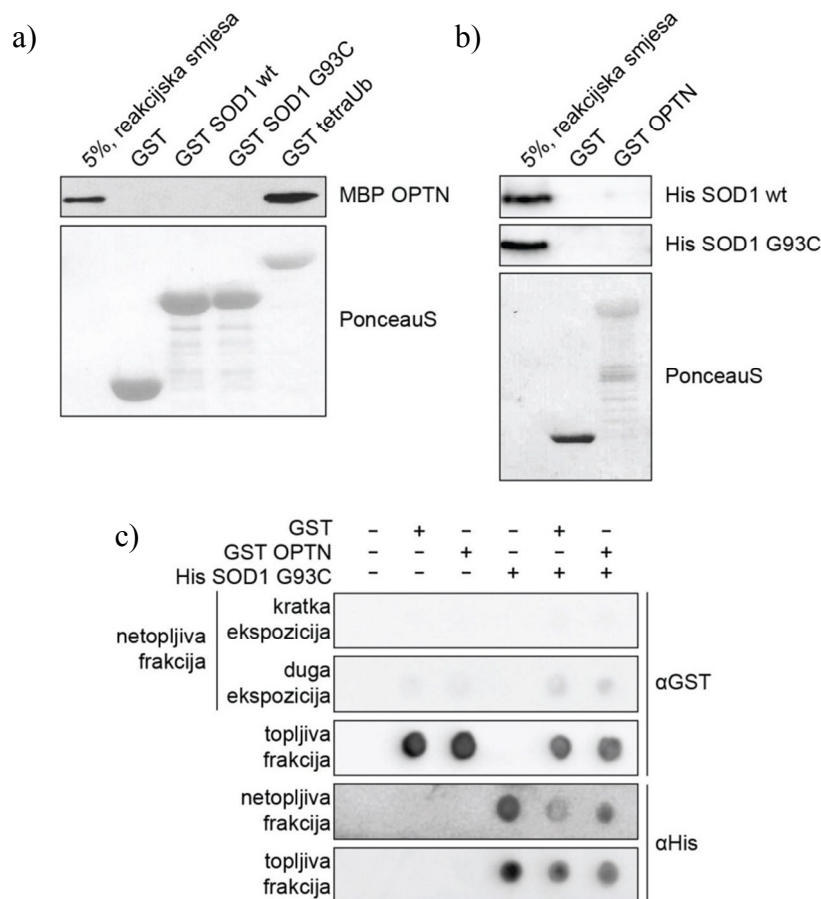 a)
5%, reakcijska smjesa
GST
GST SOD1 wt
GST SOD1 G93C
GST tetraUb
MBP OPTN
PonceauS
b)
5%, reakcijska smjesa
GST
GST OPTN
His SOD1 wt
His SOD1 G93C
PonceauS
c)
GST – + – – + –
GST OPTN – – + – – +
His SOD1 G93C – – – + + +
netopljiva
frakcija
kratka
ekspozicija
duga
ekspozicija
topljiva
frakcija
αGST
netopljiva
frakcija
topljiva
frakcija
αHis